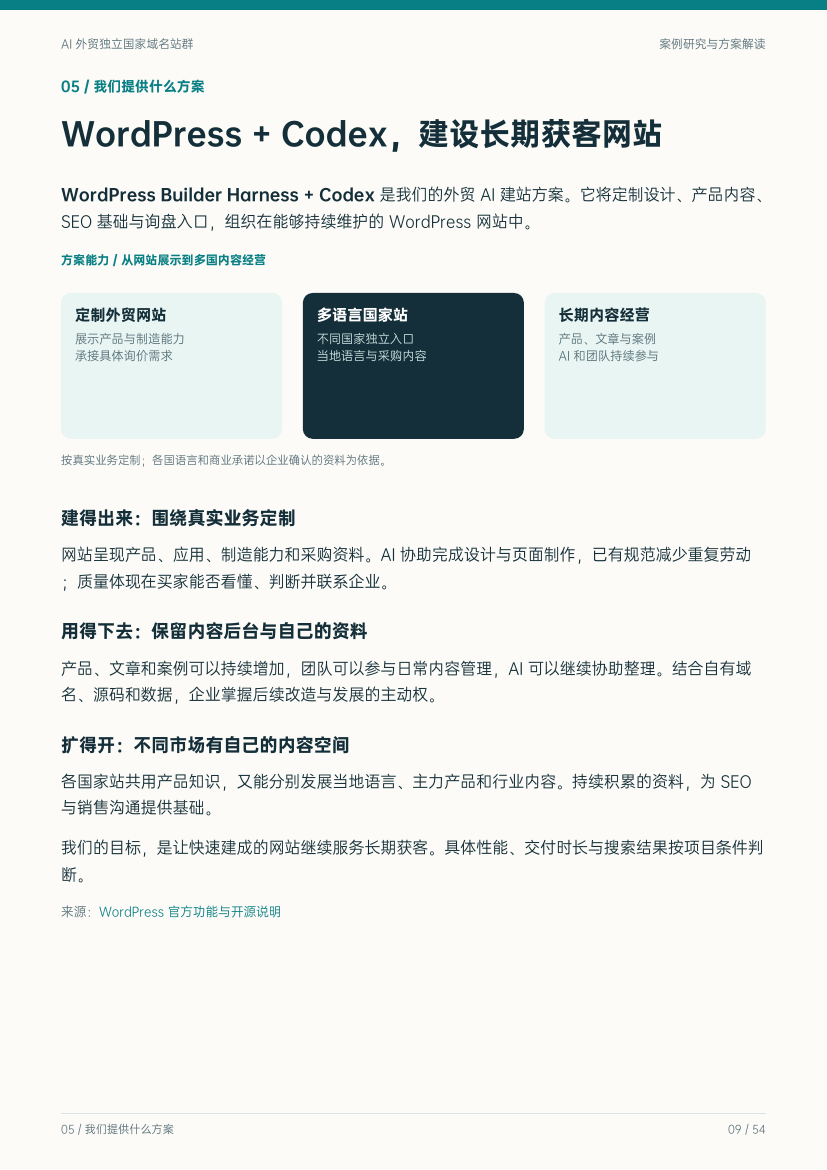 AI 外贸独立国家域名站群
案例研究与方案解读
05 / 我们提供什么方案
WordPress + Codex，建设长期获客网站
WordPress Builder Harness + Codex 是我们的外贸 AI 建站方案。它将定制设计、产品内容、
SEO 基础与询盘入口，组织在能够持续维护的 WordPress 网站中。
方案能力 / 从网站展示到多国内容经营
定制外贸网站
展示产品与制造能力
承接具体询价需求
多语言国家站
不同国家独立入口
当地语言与采购内容
长期内容经营
产品、文章与案例
AI 和团队持续参与
按真实业务定制；各国语言和商业承诺以企业确认的资料为依据。
建得出来：围绕真实业务定制
网站呈现产品、应用、制造能力和采购资料。AI 协助完成设计与页面制作，已有规范减少重复劳动
；质量体现在买家能否看懂、判断并联系企业。
用得下去：保留内容后台与自己的资料
产品、文章和案例可以持续增加，团队可以参与日常内容管理，AI 可以继续协助整理。结合自有域
名、源码和数据，企业掌握后续改造与发展的主动权。
扩得开：不同市场有自己的内容空间
各国家站共用产品知识，又能分别发展当地语言、主力产品和行业内容。持续积累的资料，为 SEO
与销售沟通提供基础。
我们的目标，是让快速建成的网站继续服务长期获客。具体性能、交付时长与搜索结果按项目条件判
断。
来源：WordPress 官方功能与开源说明
05 / 我们提供什么方案
09 / 54